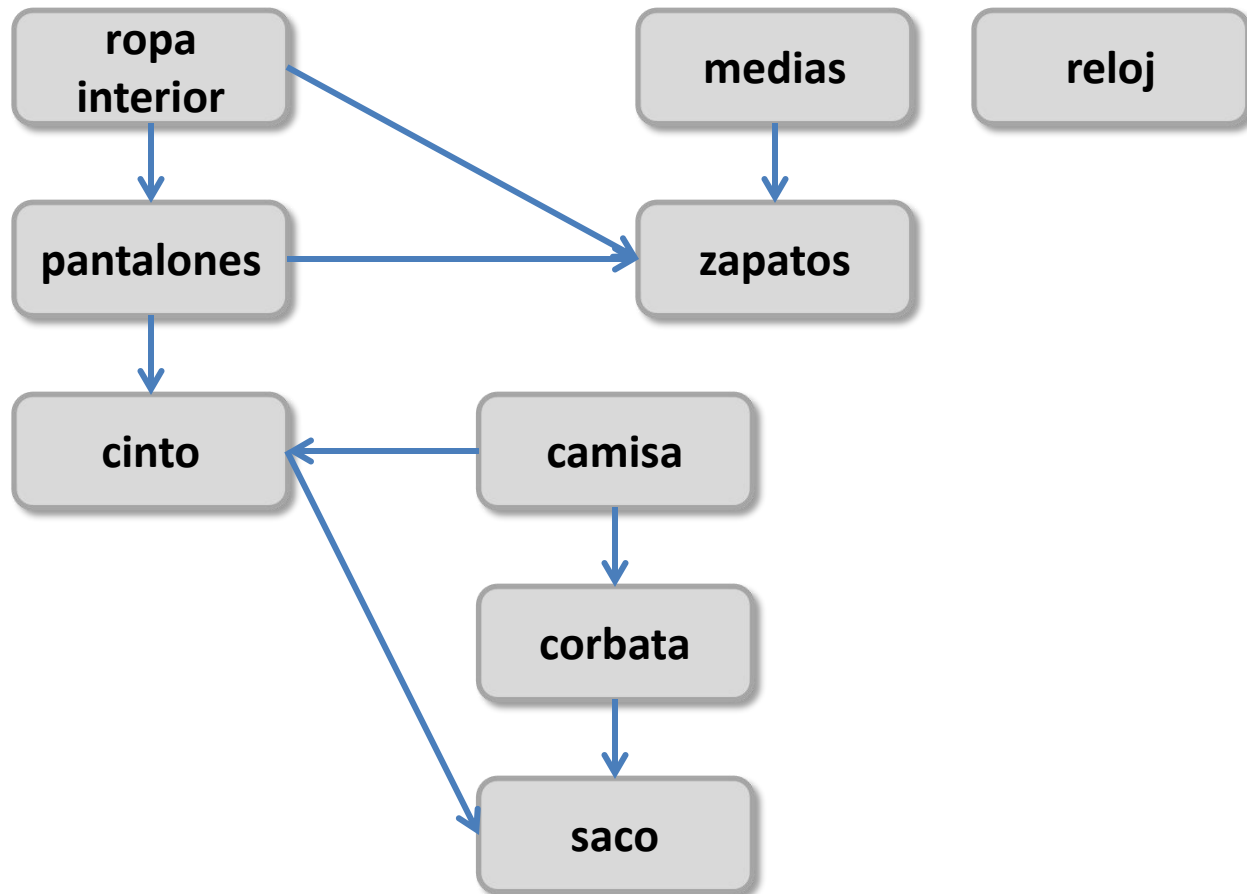 ropa
interior
medias
reloj
pantalones
zapatos
cinto
camisa
corbata
saco